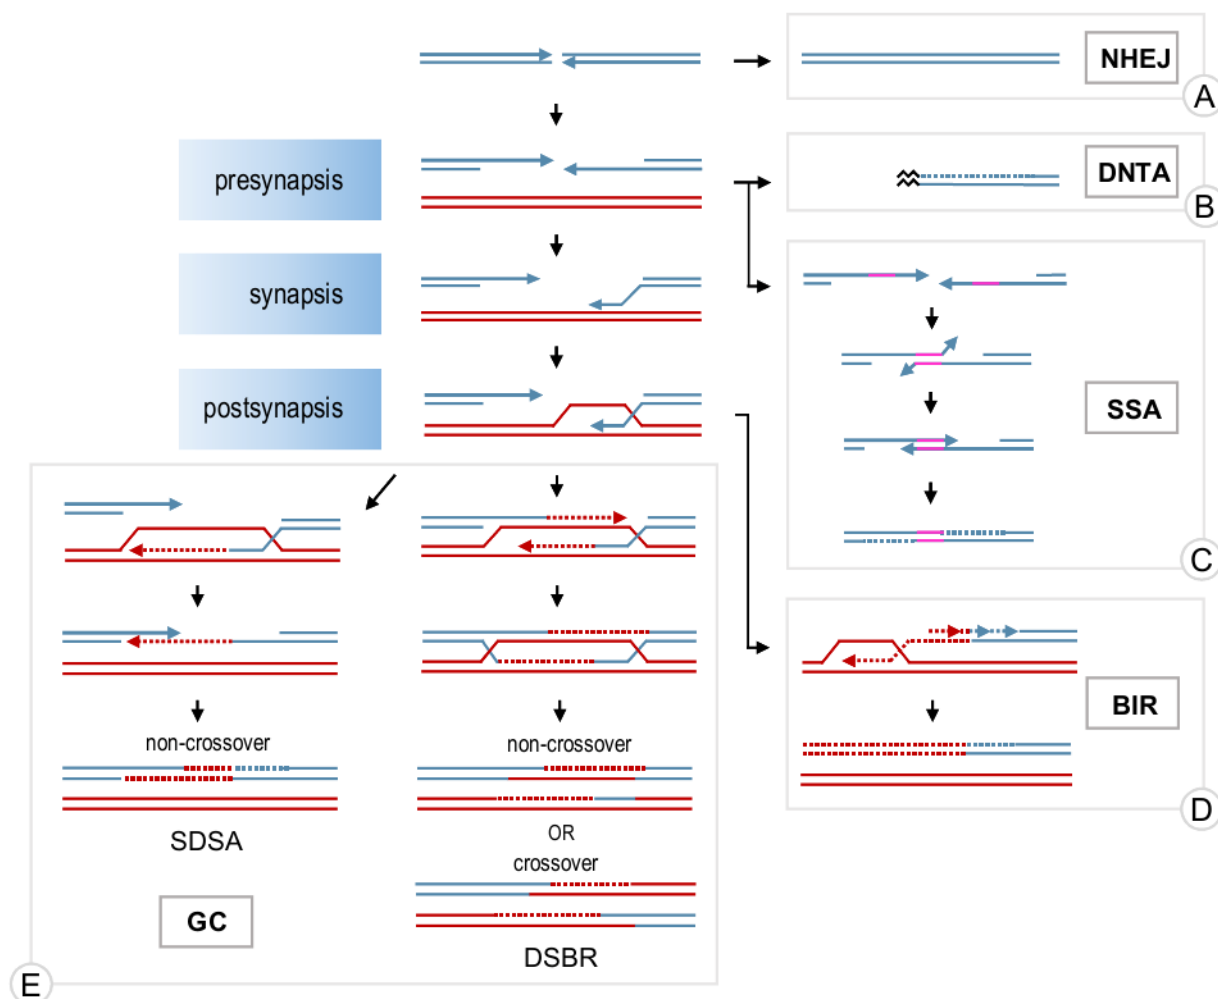 NHEJ
A
presynapsis
DNTA
B
synapsis
postsynapsis
SSA
C
BIR
D
non-crossover
SDSA
GC
non-crossover
OR
crossover
DSBR
E